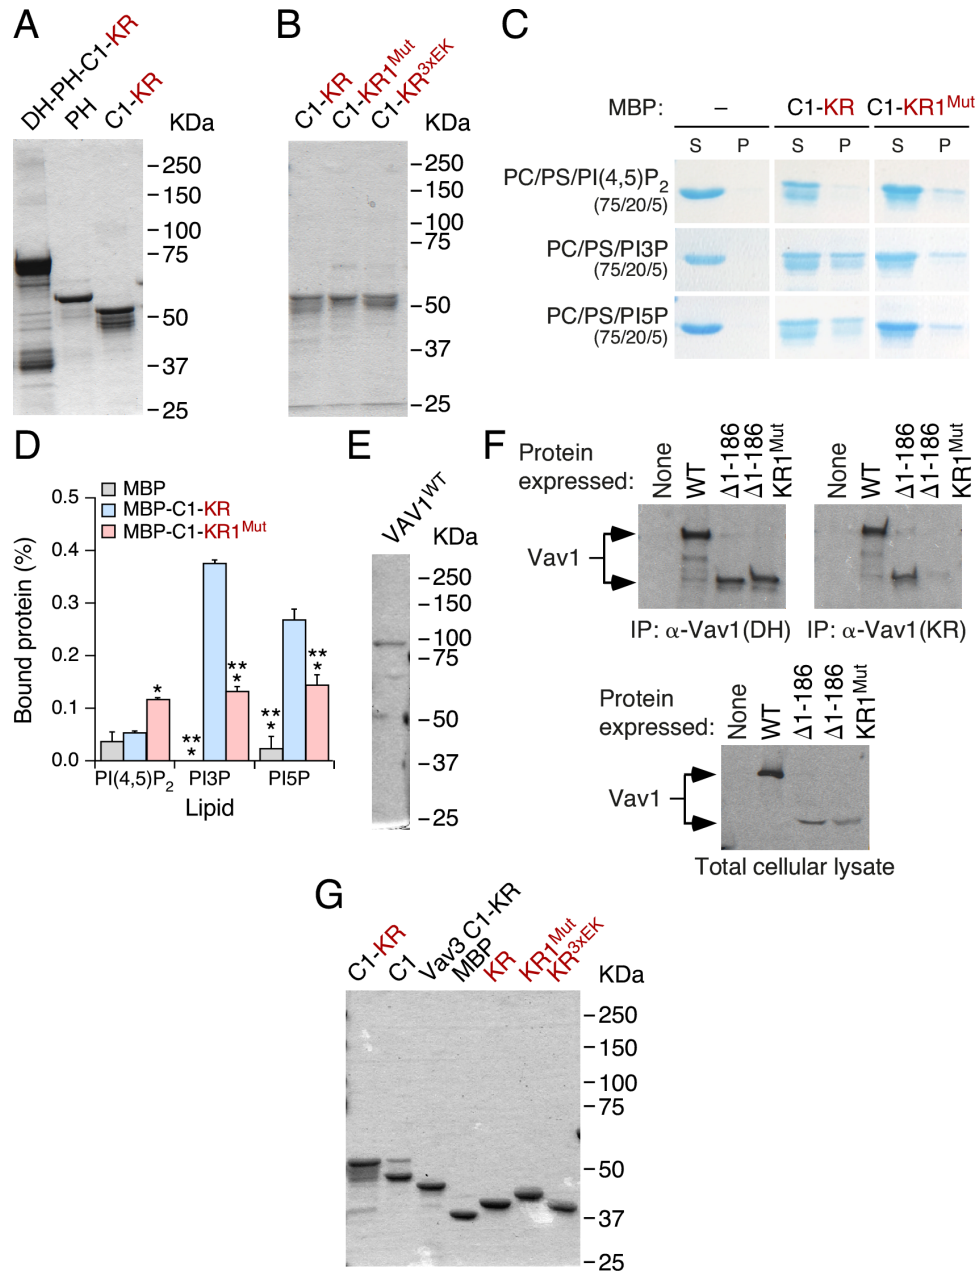 A
DH-PH-C1-KR
PH
C1-KR
KDa
250
150
100
75
50
37
25
B
C1-KR
C1-KR1Mut
C1-KR3xEK
KDa
250
150
100
75
50
37
25
C
MBP: – C1-KR C1-KR1Mut
S P S P S P
PC/PS/PI(4,5)P2
(75/20/5)
PC/PS/PI3P
(75/20/5)
PC/PS/PI5P
(75/20/5)
D
MBP
MBP-C1-KR
MBP-C1-KR1Mut
Bound protein (%)
0.5
0.4
0.3
0.2
0.1
0.0
*
**
*
**
*
**
*
**
*
PI(4,5)P2 PI3P PI5P
Lipid
E
VAV1WT
KDa
250
150
100
75
50
37
25
F
Protein
expressed:
None
WT
Δ1-186
Δ1-186
KR1Mut
None
WT
Δ1-186
Δ1-186
KR1Mut
Vav1
IP: α-Vav1(DH) IP: α-Vav1(KR)
Protein
expressed:
None
WT
Δ1-186
Δ1-186
KR1Mut
Vav1
Total cellular lysate
G
C1-KR
C1
Vav3 C1-KR
MBP
KR
KR1Mut
KR3xEK
KDa
250
150
100
75
50
37
25